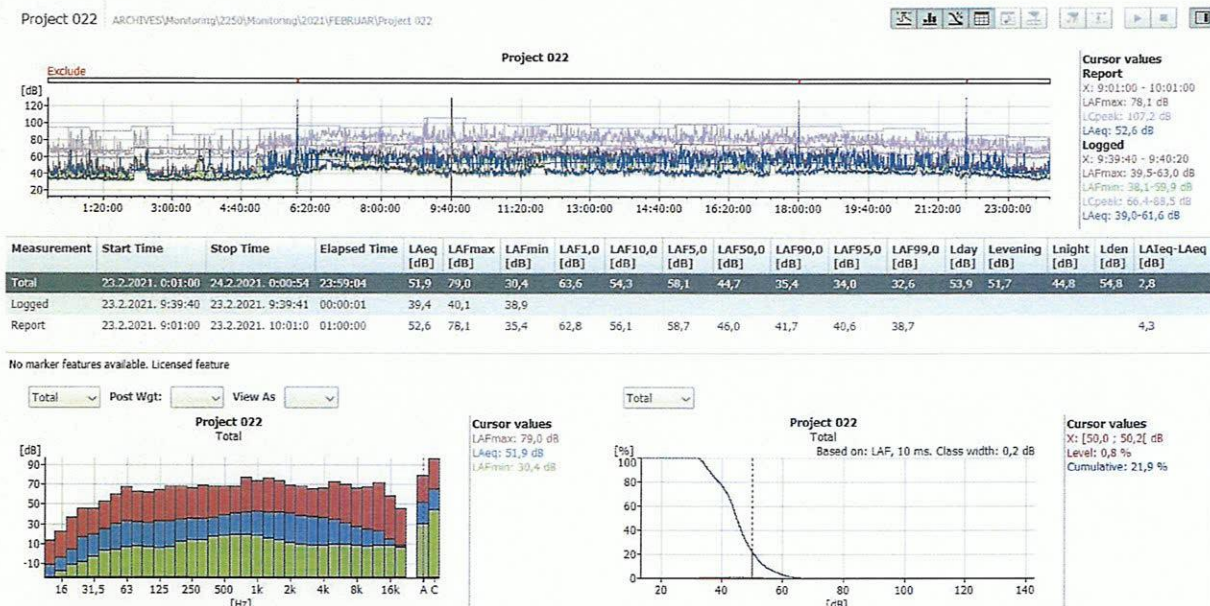 Project 022 ARCHIVES\Monitoring\2250\Monitoring\2021\FEBRUAR\Project 022
Project 022
Exclude
[dB]
120
100
80
60
40
20
1:20:00 3:00:00 4:40:00 6:20:00 8:00:00 9:40:00 11:20:00 13:00:00 14:40:00 16:20:00 18:00:00 19:40:00 21:20:00 23:00:00
Cursor values
Report
X: 9:01:00 - 10:01:00
LAFmax: 78,1 dB
LCpeak: 107,2 dB
LAeq: 52,6 dB
Logged
X: 9:39:40 - 9:40:20
LAFmax: 39,5-63,0 dB
LAFmin: 38,1-59,9 dB
LCpeak: 66,4-88,5 dB
LAeq: 39,0-61,6 dB
Measurement Start Time Stop Time Elapsed Time LAeq [dB] LAFmax [dB] LAFmin [dB] LAF1,0 [dB] LAF10,0 [dB] LAF5,0 [dB] LAF50,0 [dB] LAF90,0 [dB] LAF95,0 [dB] LAF99,0 [dB] Lday [dB] Levening [dB] Lnight [dB] Lden [dB] LAIeq-LAeq [dB]
Total 23.2.2021. 0:01:00 24.2.2021. 0:00:54 23:59:04 51,9 79,0 30,4 63,6 54,3 58,1 44,7 35,4 34,0 32,6 53,9 51,7 44,8 54,8 2,8
Logged 23.2.2021. 9:39:40 23.2.2021. 9:39:41 00:00:01 39,4 40,1 38,9
Report 23.2.2021. 9:01:00 23.2.2021. 10:01:0 01:00:00 52,6 78,1 35,4 62,8 56,1 58,7 46,0 41,7 40,6 38,7 4,3
No marker features available. Licensed feature
Total Post Wgt: View As
Project 022
Total
[dB]
90
70
50
30
10
-10
16 31,5 63 125 250 500 1k 2k 4k 8k 16k A C
[Hz]
Cursor values
LAFmax: 79,0 dB
LAeq: 51,9 dB
LAFmin: 30,4 dB
Total
Project 022
Total
Based on: LAF, 10 ms. Class width: 0,2 dB
[%]
100
80
60
40
20
0
20 40 60 80 100 120 140
[dB]
Cursor values
X: [50,0 ; 50,2[ dB
Level: 0,8 %
Cumulative: 21,9 %